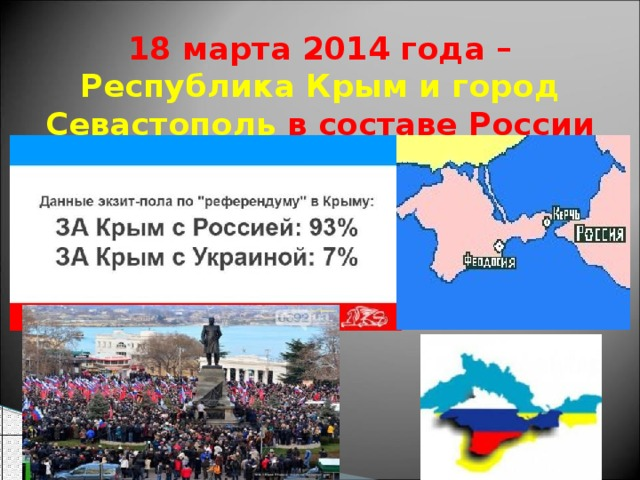 18 марта 2014 года –
Республика Крым и город
Севастополь в составе России
Данные экзит-пола по "референдуму" в Крыму:
ЗА Крым с Россией: 93%
ЗА Крым с Украиной: 7%
Керчь
Россия
Феодосия